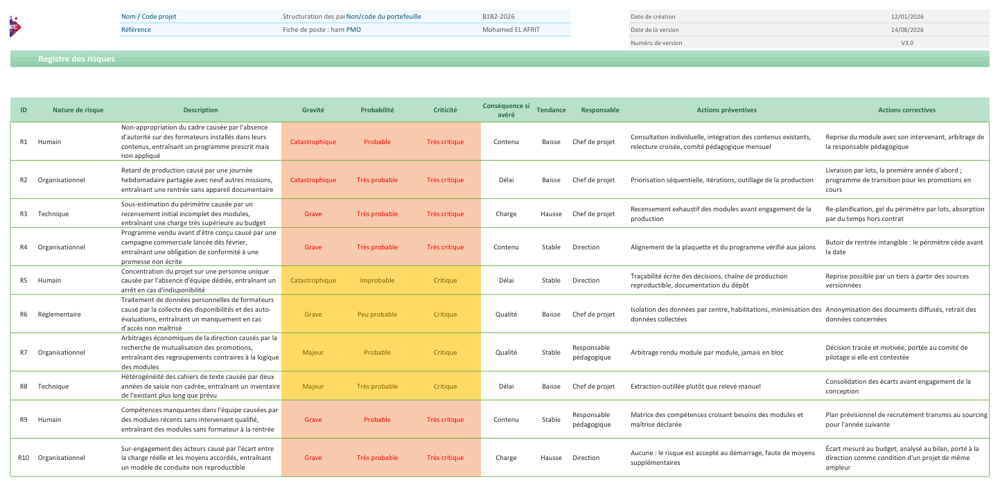 Nom / Code projet Structuration des par Non/code du portefeuille B1B2-2026 Date de création 12/01/2026
Référence Fiche de poste : harn PMO Mohamed EL AFRIT Date de la version 14/08/2026
Numéro de version V3.0
Registre des risques
ID Nature de risque Description Gravité Probabilité Criticité Conséquence si avéré Tendance Responsable Actions préventives Actions correctives
R1 Humain
Non-appropriation du cadre causée par l'absence
d'autorité sur des formateurs installés dans leurs
contenus, entraînant un programme prescrit mais
non appliqué
Catastrophique Probable Très critique Contenu Baisse Chef de projet
Consultation individuelle, intégration des contenus existants,
relecture croisée, comité pédagogique mensuel
Reprise du module avec son intervenant, arbitrage de
la responsable pédagogique
R2 Organisationnel
Retard de production causé par une journée
hebdomadaire partagée avec neuf autres missions,
entraînant une rentrée sans appareil documentaire
Catastrophique Très probable Très critique Délai Baisse Chef de projet
Priorisation séquentielle, itérations, outillage de la production
Livraison par lots, la première année d'abord ;
programme de transition pour les promotions en
cours
R3 Technique
Sous-estimation du périmètre causée par un
recensement initial incomplet des modules,
entraînant une charge très supérieure au budget
Grave Très probable Très critique Charge Hausse Chef de projet
Recensement exhaustif des modules avant engagement de la
production
Re-planification, gel du périmètre par lots, absorption
par du temps hors contrat
R4 Organisationnel
Programme vendu avant d'être conçu causé par une
campagne commerciale lancée dès février,
entraînant une obligation de conformité à une
promesse non écrite
Grave Très probable Très critique Contenu Stable Direction
Alignement de la plaquette et du programme vérifié aux jalons
Butoir de rentrée intangible : le périmètre cède avant
la date
R5 Humain
Concentration du projet sur une personne unique
causée par l'absence d'équipe dédiée, entraînant un
arrêt en cas d'indisponibilité
Catastrophique Improbable Critique Délai Stable Direction
Traçabilité écrite des décisions, chaîne de production
reproductible, documentation du dépôt
Reprise possible par un tiers à partir des sources
versionnées
R6 Réglementaire
Traitement de données personnelles de formateurs
causé par la collecte des disponibilités et des auto-
évaluations, entraînant un manquement en cas
d'accès non maîtrisé
Grave Peu probable Critique Qualité Baisse Chef de projet
Isolation des données par centre, habilitations, minimisation des
données collectées
Anonymisation des documents diffusés, retrait des
données concernées
R7 Organisationnel
Arbitrages économiques de la direction causés par la
recherche de mutualisation des promotions,
entraînant des regroupements contraires à la logique
des modules
Majeur Probable Critique Qualité Stable
Responsable
pédagogique
Arbitrage rendu module par module, jamais en bloc
Décision tracée et motivée, portée au comité de
pilotage si elle est contestée
R8 Technique
Hétérogénéité des cahiers de texte causée par deux
années de saisie non cadrée, entraînant un inventaire
de l'existant plus long que prévu
Majeur Très probable Critique Délai Baisse Chef de projet
Extraction outillée plutôt que relevé manuel
Consolidation des écarts avant engagement de la
conception
R9 Humain
Compétences manquantes dans l'équipe causées par
des modules récents sans intervenant qualifié,
entraînant des modules sans formateur à la rentrée
Grave Probable Très critique Contenu Stable
Responsable
pédagogique
Matrice des compétences croisant besoins des modules et
maîtrise déclarée
Plan prévisionnel de recrutement transmis au sourcing
pour l'année suivante
R10 Organisationnel
Sur-engagement des acteurs causé par l'écart entre
la charge réelle et les moyens accordés, entraînant
un modèle de conduite non reproductible
Grave Très probable Très critique Charge Hausse Direction
Aucune : le risque est accepté au démarrage, faute de moyens
supplémentaires
Écart mesuré au budget, analysé au bilan, porté à la
direction comme condition d'un projet de même
ampleur